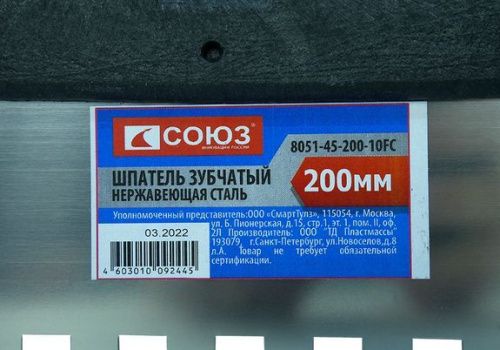 СОЮЗ
ИННОВАЦИИ РОССИИ
8051-45-200-10FC
ШПАТЕЛЬ ЗУБЧАТЫЙ
НЕРЖАВЕЮЩАЯ СТАЛЬ
200мм
Уполномоченный представитель:ООО «СмартТулз», 115054, г. Москва,
ул. Б. Пионерская, д.15, стр.1, эт. 1, пом. II, оф.
2Л Производитель: ООО "ТД Пластмассы"
193079, г.Санкт-Петербург, ул.Новоселов,д.8
л.А. Товар не требует обязательной
сертификации.
03.2022
4 603010 092445